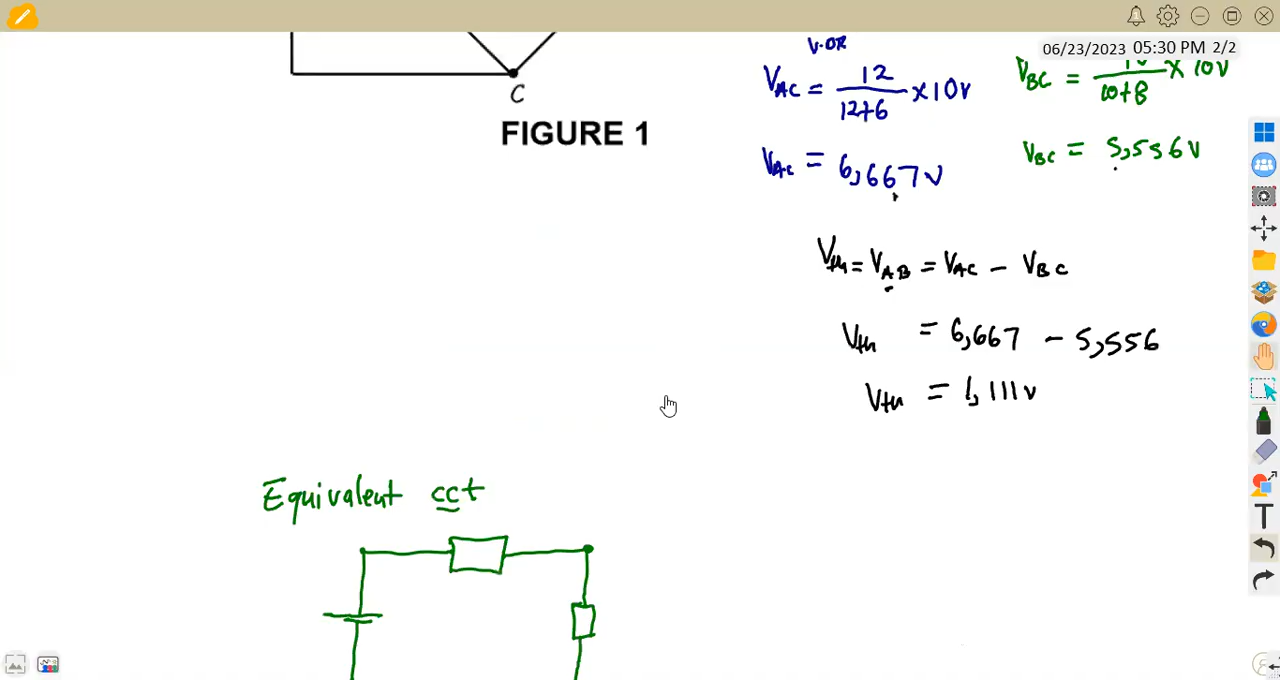 06/23/2023 05:30 PM 2/2
C
FIGURE 1
V.DR
VAC = 12 / 12+6 × 10V
VAC = 6,667V
VBC = 10 / 10+8 × 10V
VBC = 5,556V
Vth = VAB = VAC - VBC
Vth = 6,667 - 5,556
Vth = 1,111V
Equivalent cct
T